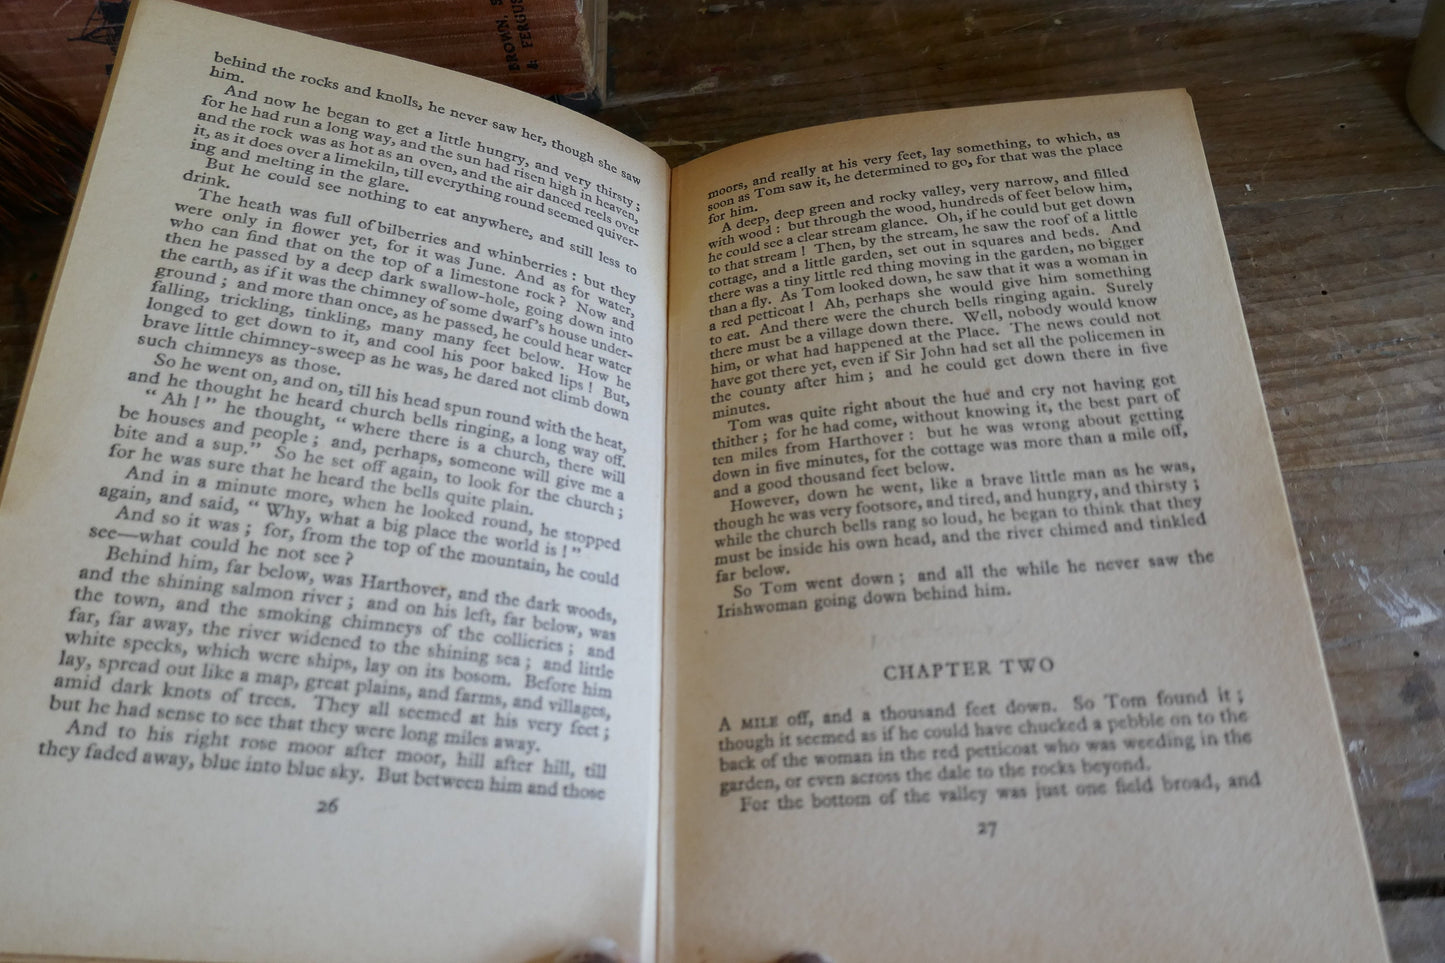 BROWN, S
& FERGUS
behind the rocks and knolls, he never saw her, though she saw
him.
And now he began to get a little hungry, and very thirsty ;
for he had run a long way, and the sun had risen high in heaven,
and the rock was as hot as an oven, and the air danced reels over
it, as it does over a limekiln, till everything round seemed quiver-
ing and melting in the glare.
But he could see nothing to eat anywhere, and still less to
drink.
The heath was full of bilberries and whinberries : but they
were only in flower yet, for it was June. And as for water,
who can find that on the top of a limestone rock ? Now and
then he passed by a deep dark swallow-hole, going down into
the earth, as if it was the chimney of some dwarf's house under-
ground ; and more than once, as he passed, he could hear water
falling, trickling, tinkling, many many feet below. How he
longed to get down to it, and cool his poor baked lips ! But,
brave little chimney-sweep as he was, he dared not climb down
such chimneys as those.
So he went on, and on, till his head spun round with the heat,
and he thought he heard church bells ringing, a long way off.
“ Ah ! ” he thought, “ where there is a church, there will
be houses and people ; and, perhaps, someone will give me a
bite and a sup.” So he set off again, to look for the church ;
for he was sure that he heard the bells quite plain.
And in a minute more, when he looked round, he stopped
again, and said, “ Why, what a big place the world is ! ”
And so it was ; for, from the top of the mountain, he could
see—what could he not see ?
Behind him, far below, was Harthover, and the dark woods,
and the shining salmon river ; and on his left, far below, was
the town, and the smoking chimneys of the collieries ; and
far, far away, the river widened to the shining sea ; and little
white specks, which were ships, lay on its bosom. Before him
lay, spread out like a map, great plains, and farms, and villages,
amid dark knots of trees. They all seemed at his very feet ;
but he had sense to see that they were long miles away.
And to his right rose moor after moor, hill after hill, till
they faded away, blue into blue sky. But between him and those
26
moors, and really at his very feet, lay something, to which, as
soon as Tom saw it, he determined to go, for that was the place
for him.
A deep, deep green and rocky valley, very narrow, and filled
with wood : but through the wood, hundreds of feet below him,
he could see a clear stream glance. Oh, if he could but get down
to that stream ! Then, by the stream, he saw the roof of a little
cottage, and a little garden, set out in squares and beds. And
there was a tiny little red thing moving in the garden, no bigger
than a fly. As Tom looked down, he saw that it was a woman in
a red petticoat ! Ah, perhaps she would give him something
to eat. And there were the church bells ringing again. Surely
there must be a village down there. Well, nobody would know
him, or what had happened at the Place. The news could not
have got there yet, even if Sir John had set all the policemen in
the county after him ; and he could get down there in five
minutes.
Tom was quite right about the hue and cry not having got
thither ; for he had come, without knowing it, the best part of
ten miles from Harthover : but he was wrong about getting
down in five minutes, for the cottage was more than a mile off,
and a good thousand feet below.
However, down he went, like a brave little man as he was,
though he was very footsore, and tired, and hungry, and thirsty ;
while the church bells rang so loud, he began to think that they
must be inside his own head, and the river chimed and tinkled
far below.
So Tom went down ; and all the while he never saw the
Irishwoman going down behind him.
CHAPTER TWO
A MILE off, and a thousand feet down. So Tom found it ;
though it seemed as if he could have chucked a pebble on to the
back of the woman in the red petticoat who was weeding in the
garden, or even across the dale to the rocks beyond.
For the bottom of the valley was just one field broad, and
27